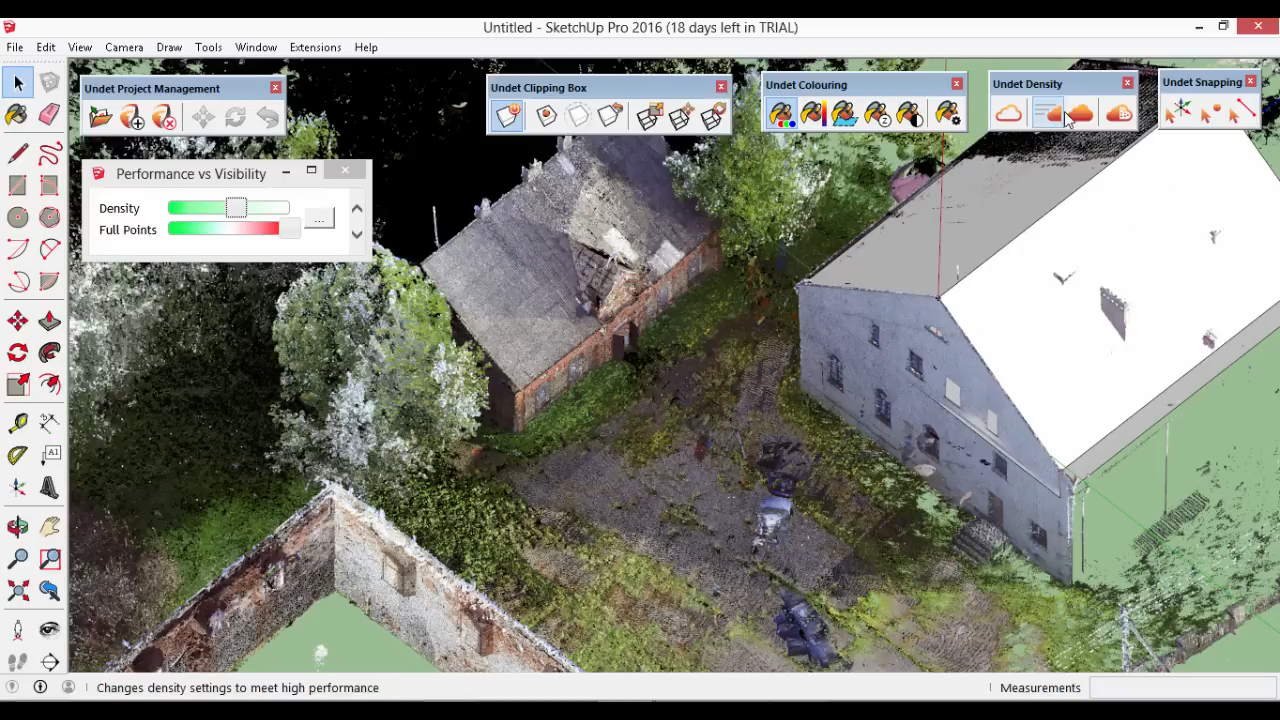 Untitled - SketchUp Pro 2016 (18 days left in TRIAL)
File Edit View Camera Draw Tools Window Extensions Help
Undet Project Management
Undet Clipping Box
Undet Colouring
Undet Density
Undet Snapping
Performance vs Visibility
Density
Full Points
...
Changes density settings to meet high performance
Measurements